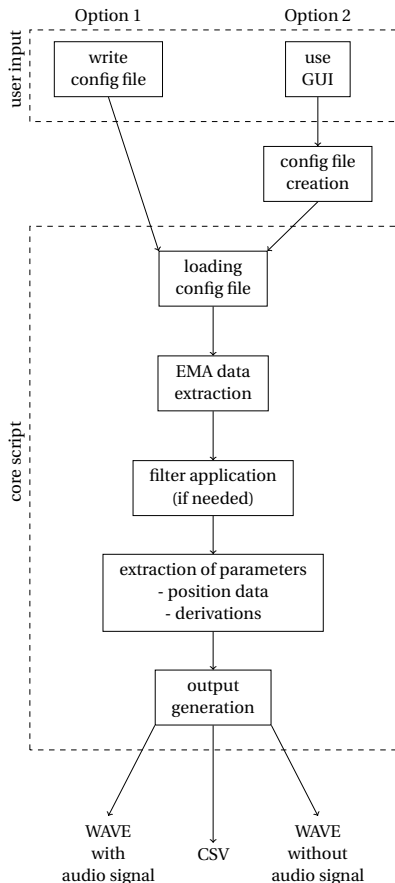 Option 1
Option 2
user input
write
config file
use
GUI
config file
creation
core script
loading
config file
EMA data
extraction
filter application
(if needed)
extraction of parameters
- position data
- derivations
output
generation
WAVE
with
audio signal
CSV
WAVE
without
audio signal